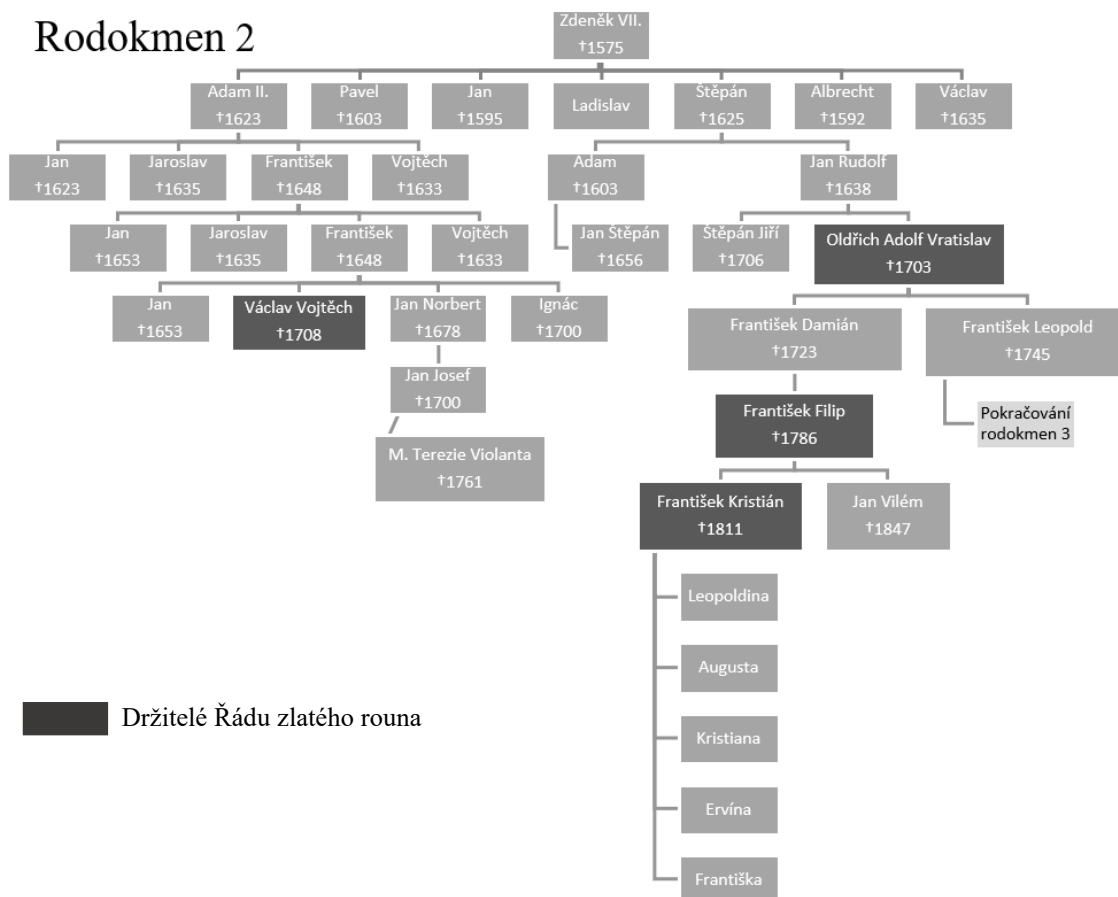 Rodokmen 2
Zdeněk VII.
†1575
Adam II.
†1623
Pavel
†1603
Jan
†1595
Ladislav
Štěpán
†1625
Albrecht
†1592
Václav
†1635
Jan
†1623
Jaroslav
†1635
František
†1648
Vojtěch
†1633
Adam
†1603
Jan Rudolf
†1638
Jan
†1653
Jaroslav
†1635
František
†1648
Vojtěch
†1633
Jan Štěpán
†1656
Štěpán Jiří
†1706
Oldřich Adolf Vratislav
†1703
Jan
†1653
Václav Vojtěch
†1708
Jan Norbert
†1678
Ignác
†1700
František Damián
†1723
František Leopold
†1745
Jan Josef
†1700
František Filip
†1786
Pokračování
rodokmen 3
M. Terezie Violanta
†1761
František Kristián
†1811
Jan Vilém
†1847
Leopoldina
Augusta
Kristiana
Ervína
Františka
Držitelé Řádu zlatého rouna